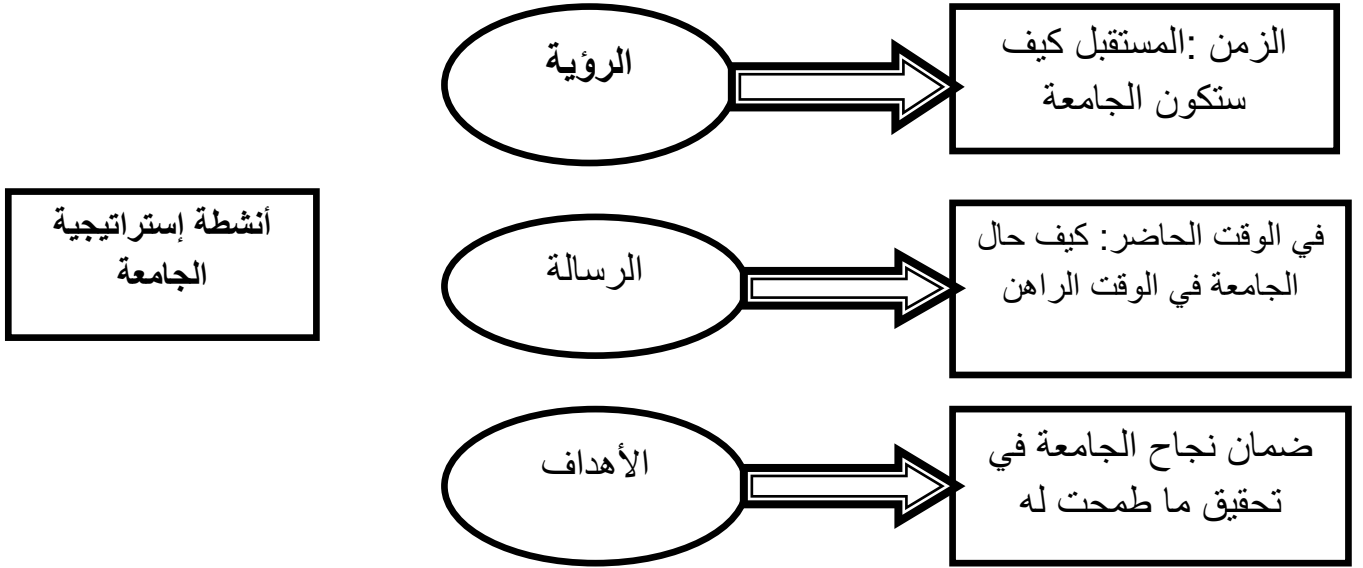 الرؤية
الزمن :المستقبل كيف
ستكون الجامعة
أنشطة إستراتيجية
الجامعة
الرسالة
في الوقت الحاضر: كيف حال
الجامعة في الوقت الراهن
الأهداف
ضمان نجاح الجامعة في
تحقيق ما طمحت له